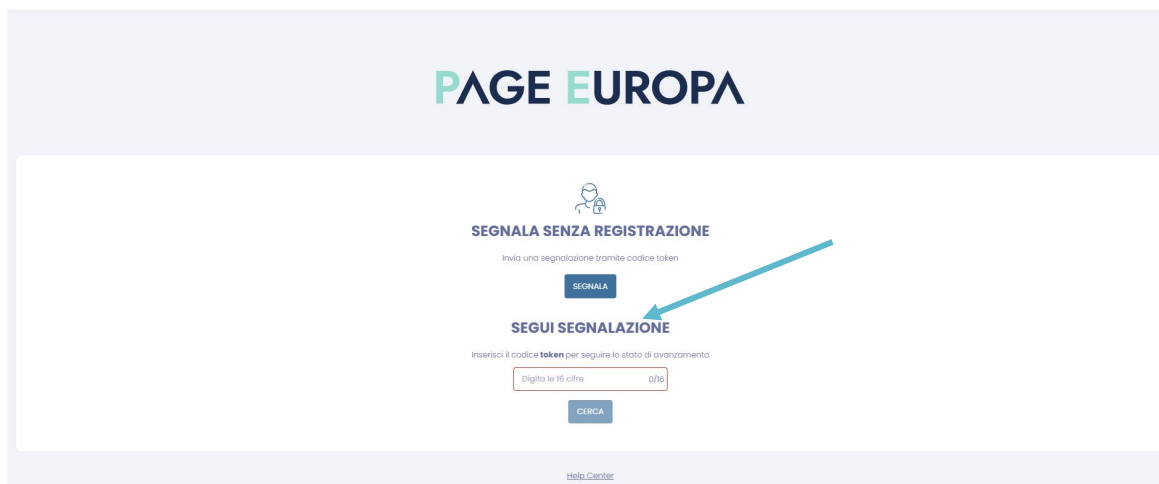 PAGE EUROPA
SEGNALA SENZA REGISTRAZIONE
Invia una segnalazione tramite codice token
SEGNALA
SEGUI SEGNALAZIONE
Inserisci il codice token per seguire lo stato di avanzamento
Digita le 16 cifre 0/16
CERCA
Help Center